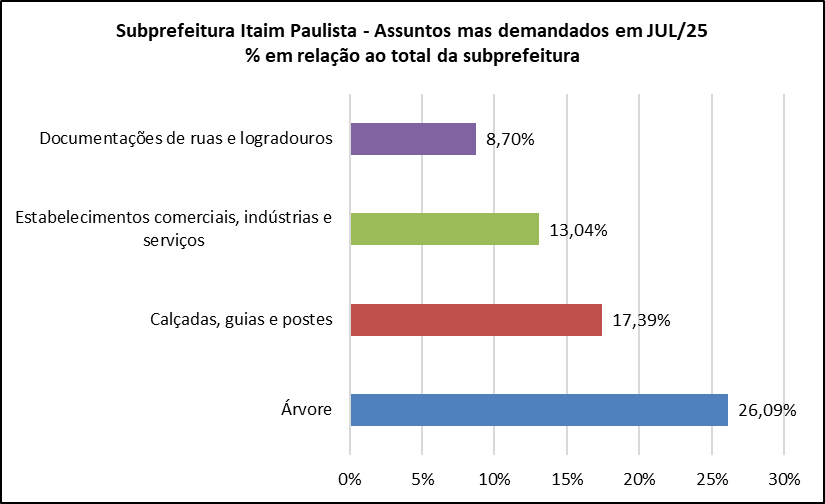 Subprefeitura Itaim Paulista - Assuntos mas demandados em JUL/25
% em relação ao total da subprefeitura
Documentações de ruas e logradouros
8,70%
Estabelecimentos comerciais, indústrias e
serviços
13,04%
Calçadas, guias e postes
17,39%
Árvore
26,09%
0% 5% 10% 15% 20% 25% 30%